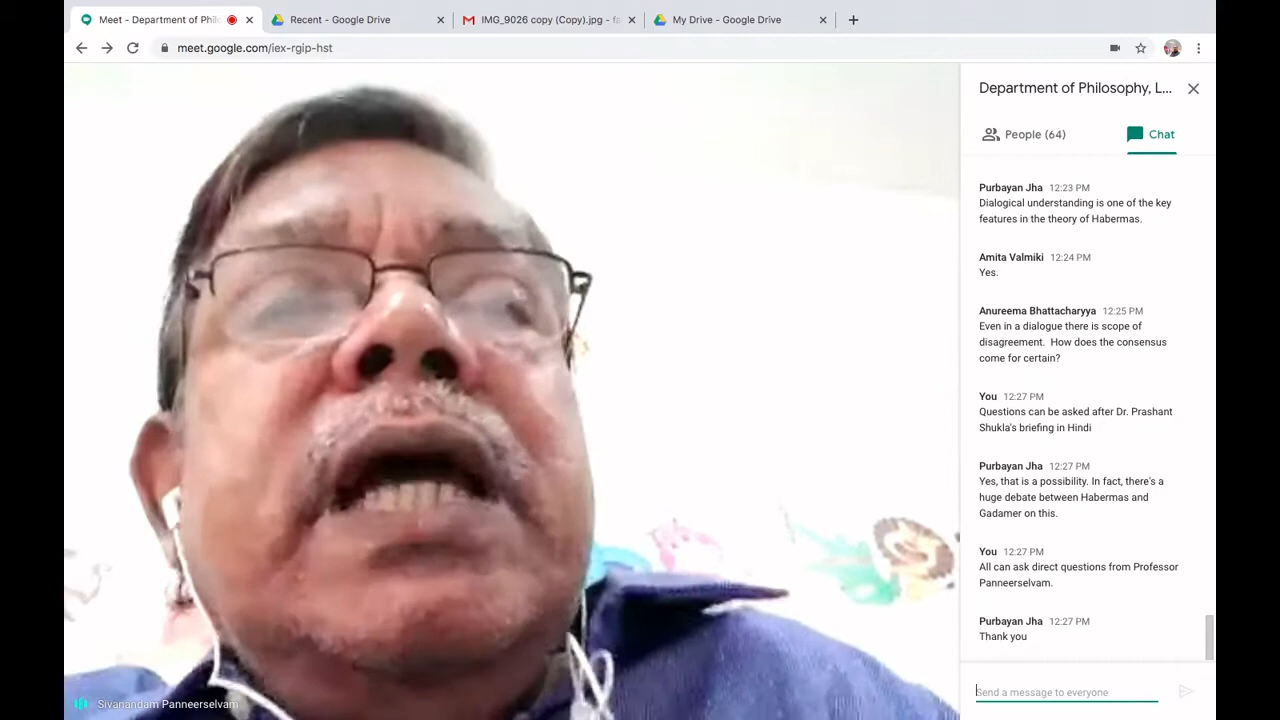 Meet - Department of Philo
Recent - Google Drive
IMG_9026 copy (Copy).jpg - fa
My Drive - Google Drive
meet.google.com/iex-rgip-hst
Department of Philosophy, L...
People (64)
Chat
Purbayan Jha 12:23 PM
Dialogical understanding is one of the key
features in the theory of Habermas.
Amita Valmiki 12:24 PM
Yes.
Anureema Bhattacharyya 12:25 PM
Even in a dialogue there is scope of
disagreement. How does the consensus
come for certain?
You 12:27 PM
Questions can be asked after Dr. Prashant
Shukla's briefing in Hindi
Purbayan Jha 12:27 PM
Yes, that is a possibility. In fact, there's a
huge debate between Habermas and
Gadamer on this.
You 12:27 PM
All can ask direct questions from Professor
Panneerselvam.
Purbayan Jha 12:27 PM
Thank you
Send a message to everyone
Sivanandam Panneerselvam